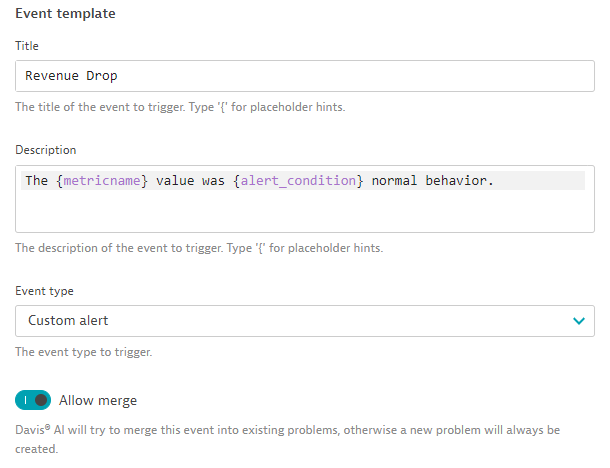 Event template
Title
Revenue Drop
The title of the event to trigger. Type '{' for placeholder hints.
Description
The {metricname} value was {alert_condition} normal behavior.
The description of the event to trigger. Type '{' for placeholder hints.
Event type
Custom alert
The event type to trigger.
Allow merge
Davis® AI will try to merge this event into existing problems, otherwise a new problem will always be
created.